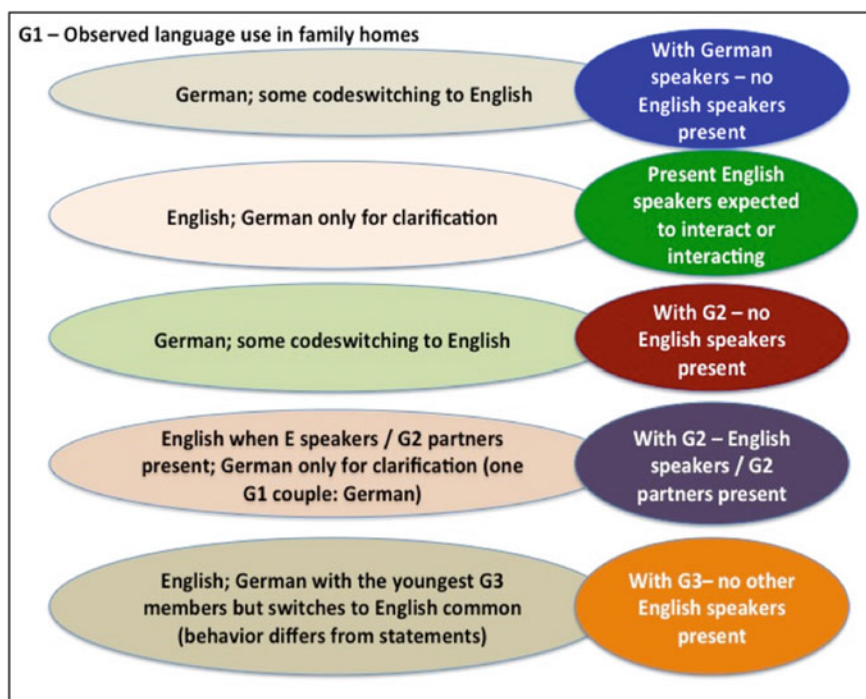 G1 – Observed language use in family homes
German; some codeswitching to English
With German
speakers – no
English speakers
present
English; German only for clarification
Present English
speakers expected
to interact or
interacting
German; some codeswitching to English
With G2 – no
English speakers
present
English when E speakers / G2 partners
present; German only for clarification (one
G1 couple: German)
With G2 – English
speakers / G2
partners present
English; German with the youngest G3
members but switches to English common
(behavior differs from statements)
With G3– no other
English speakers
present